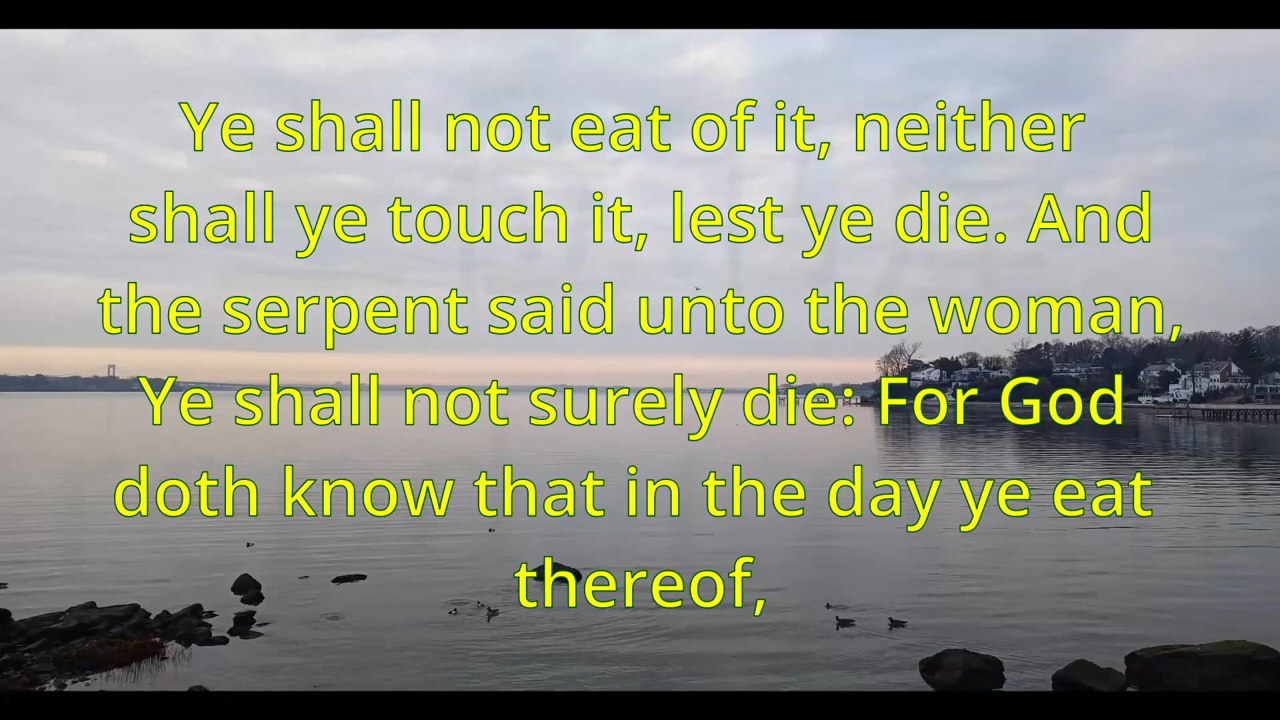 Ye shall not eat of it, neither
shall ye touch it, lest ye die. And
the serpent said unto the woman,
Ye shall not surely die: For God
doth know that in the day ye eat
thereof,